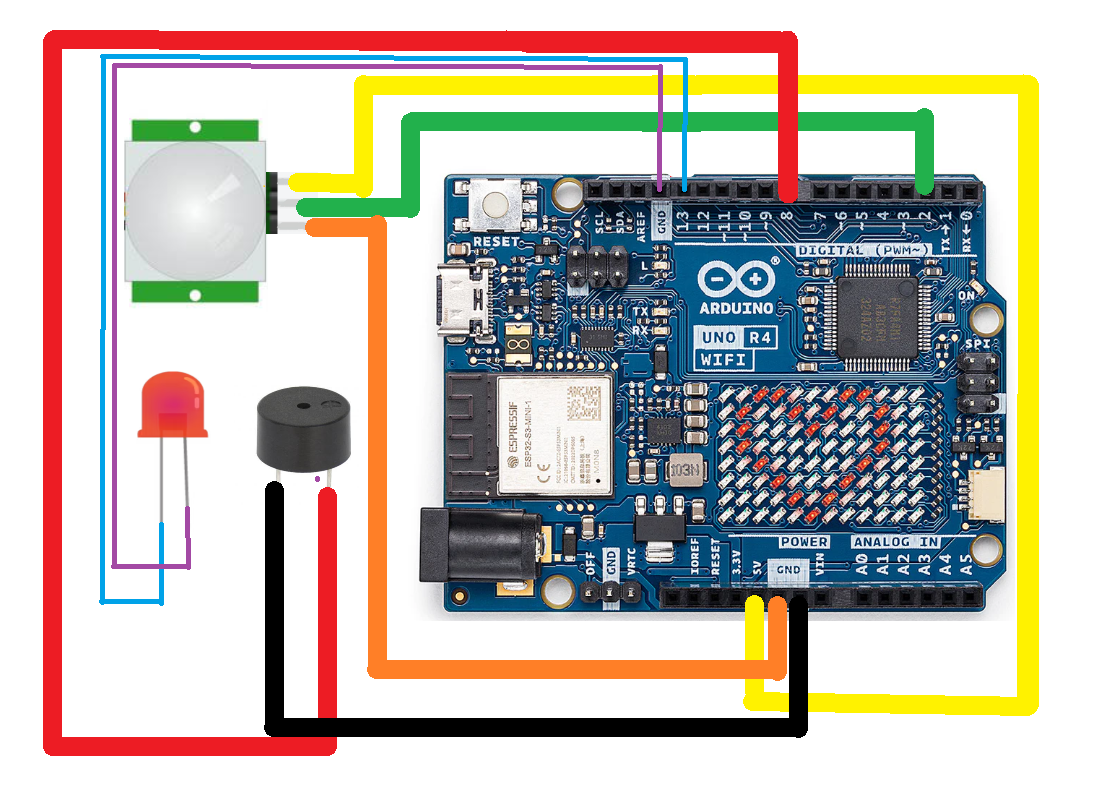 RESET
SCL
SDA
AREF
GND
13
12
~11
~10
~9
8
7
~6
~5
4
~3
2
TX→1
RX←0
DIGITAL (PWM~)
L
TX
RX
ARDUINO
®
UNO R4
WIFI
ON
SPI
ESPRESSIF
ESP32-S3-MINI-1
CE
103N
OFF
GND
VRTC
IOREF
RESET
3.3V
5V
GND
VIN
POWER
ANALOG IN
A0
A1
A2
A3
A4
A5